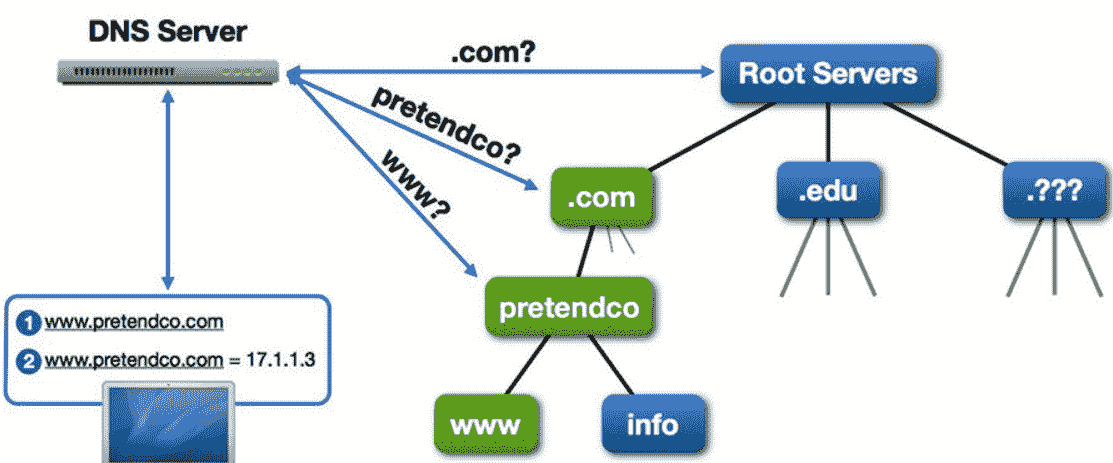 DNS Server
.com?
Root Servers
pretendco?
www?
.com
.edu
.???
pretendco
1 www.pretendco.com
2 www.pretendco.com = 17.1.1.3
www
info